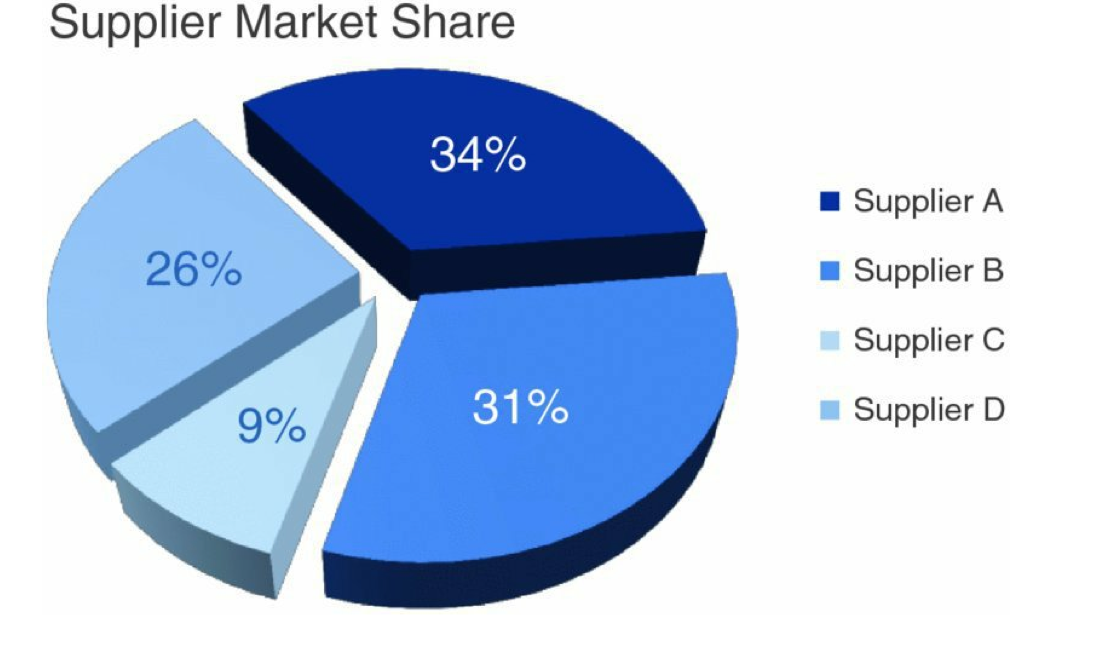 Supplier Market Share
34%
26%
31%
9%
Supplier A
Supplier B
Supplier C
Supplier D